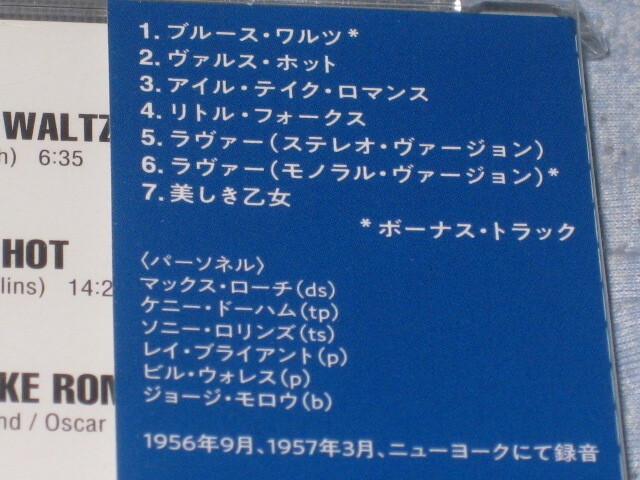 1. ブルース・ワルツ*
2. ヴァルス・ホット
3. アイル・テイク・ロマンス
4. リトル・フォークス
5. ラヴァー(ステレオ・ヴァージョン)
6. ラヴァー(モノラル・ヴァージョン)*
7. 美しき乙女
*ボーナス・トラック
〈パーソネル〉
マックス・ローチ(ds)
ケニー・ドーハム(tp)
ソニー・ロリンズ(ts)
レイ・ブライアント(p)
ビル・ウォレス(p)
ジョージ・モロウ(b)
1956年9月、1957年3月、ニューヨークにて録音
WALTZ
h) 6:35
HOT
lins) 14:2
KE ROM
nd / Oscar